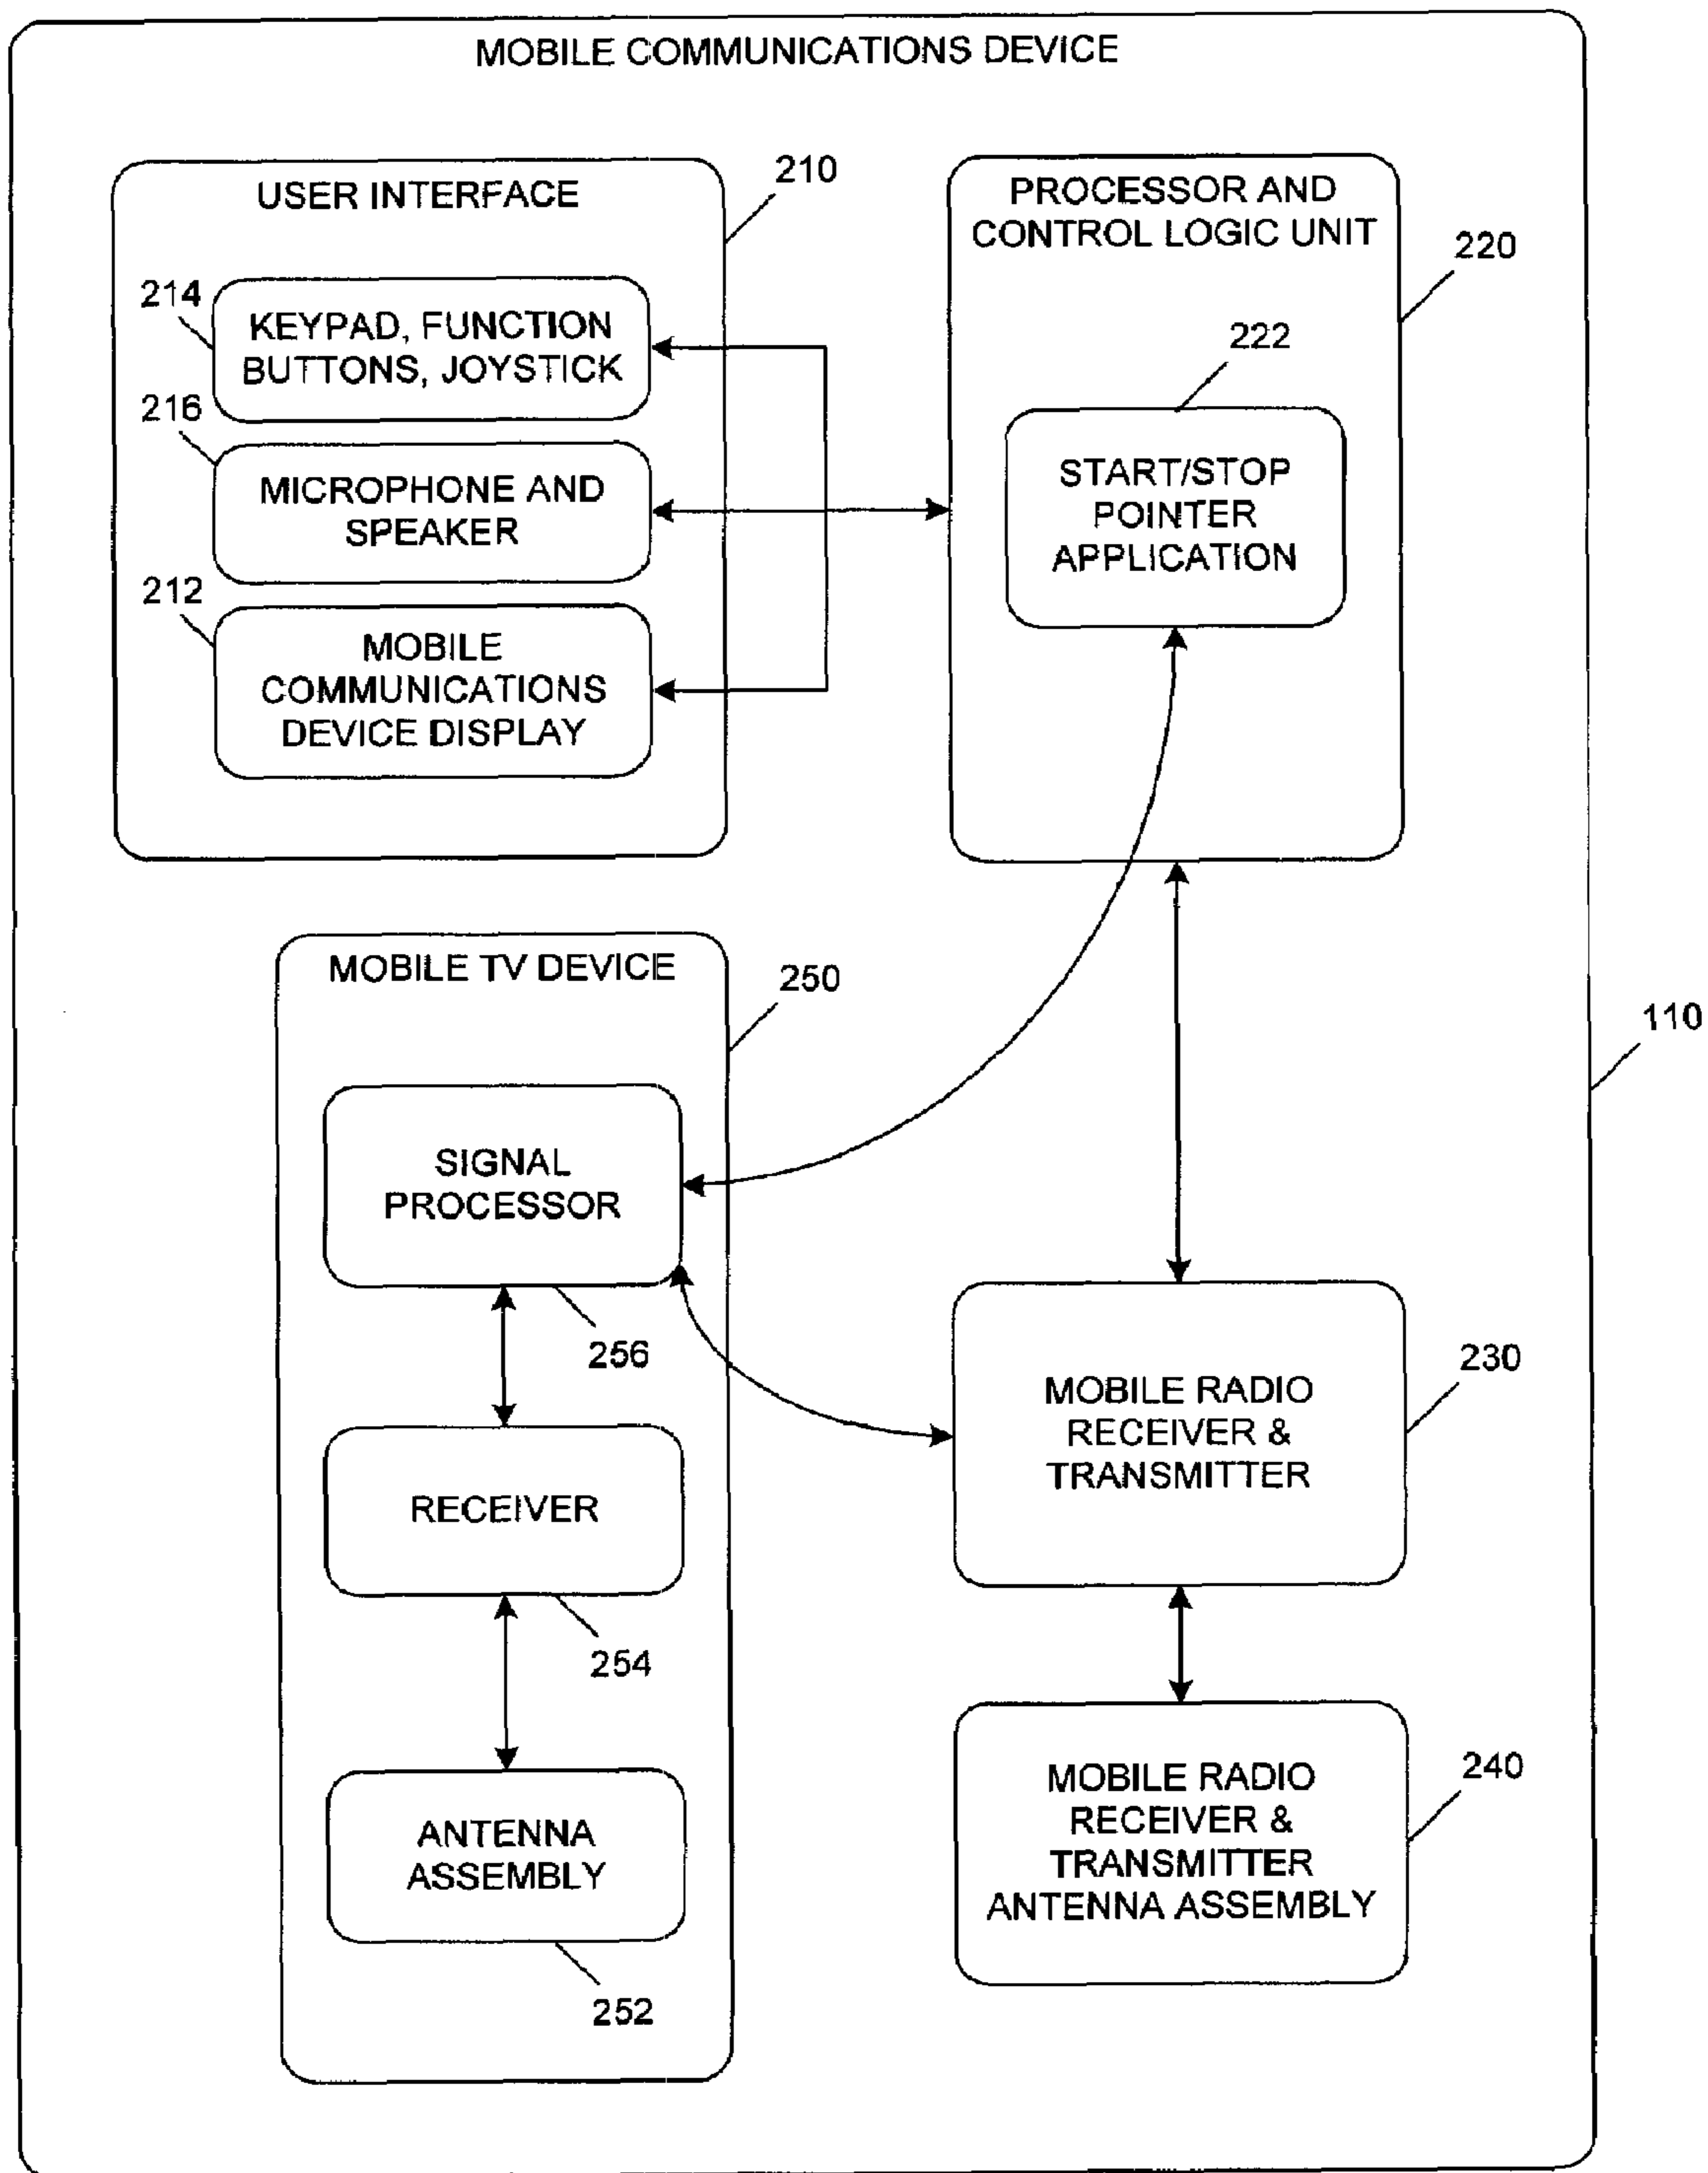 MOBILE COMMUNICATIONS DEVICE
USER INTERFACE
210
214
KEYPAD, FUNCTION
BUTTONS, JOYSTICK
216
MICROPHONE AND
SPEAKER
212
MOBILE
COMMUNICATIONS
DEVICE DISPLAY
PROCESSOR AND
CONTROL LOGIC UNIT
220
222
START/STOP
POINTER
APPLICATION
MOBILE TV DEVICE
250
110
SIGNAL
PROCESSOR
256
RECEIVER
254
ANTENNA
ASSEMBLY
252
MOBILE RADIO
RECEIVER &
TRANSMITTER
230
MOBILE RADIO
RECEIVER &
TRANSMITTER
ANTENNA ASSEMBLY
240